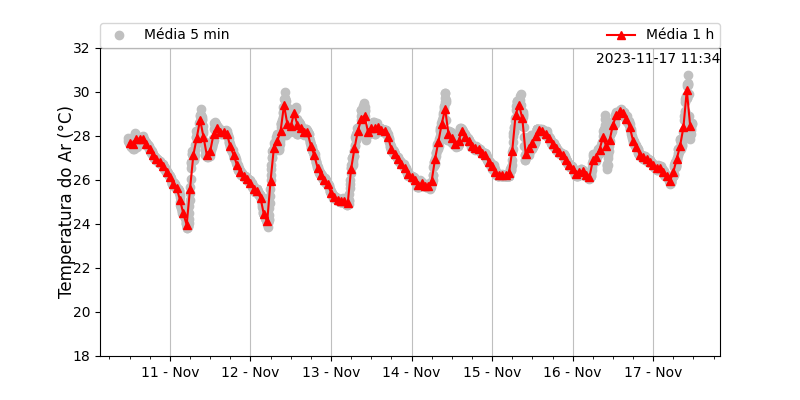 Média 5 min
Média 1 h
2023-11-17 11:34
Temperatura do Ar (°C)
32
30
28
26
24
22
20
18
11 - Nov
12 - Nov
13 - Nov
14 - Nov
15 - Nov
16 - Nov
17 - Nov